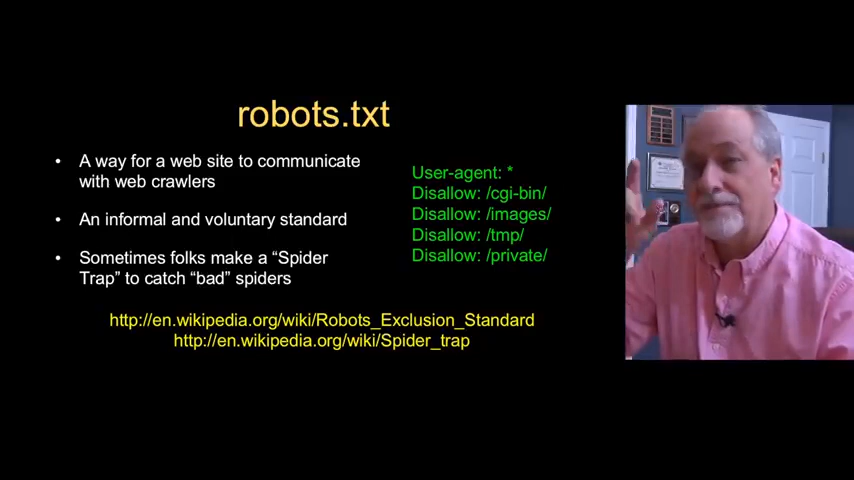 robots.txt
• A way for a web site to communicate
with web crawlers
• An informal and voluntary standard
• Sometimes folks make a “Spider
Trap” to catch “bad” spiders
User-agent: *
Disallow: /cgi-bin/
Disallow: /images/
Disallow: /tmp/
Disallow: /private/
http://en.wikipedia.org/wiki/Robots_Exclusion_Standard
http://en.wikipedia.org/wiki/Spider_trap